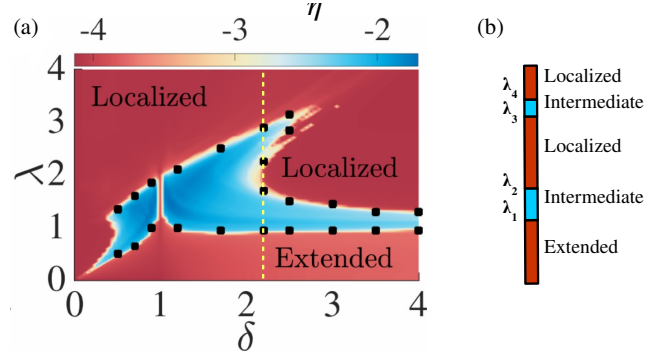 (a)
η
-4
-3
-2
4
3
2
1
0
λ
Localized
Localized
Extended
0
1
2
3
4
δ
(b)
λ4
λ3
λ2
λ1
Localized
Intermediate
Localized
Intermediate
Extended